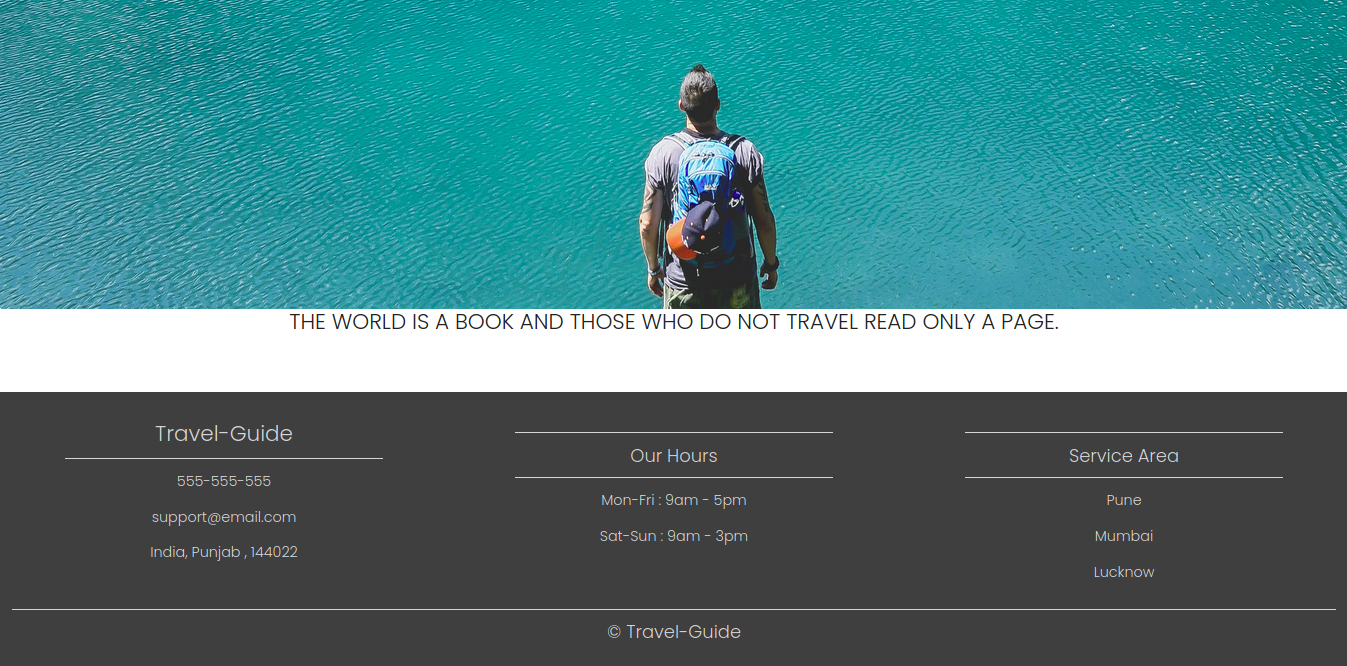 THE WORLD IS A BOOK AND THOSE WHO DO NOT TRAVEL READ ONLY A PAGE.
Travel-Guide
555-555-555
support@email.com
India, Punjab , 144022
Our Hours
Mon-Fri : 9am - 5pm
Sat-Sun : 9am - 3pm
Service Area
Pune
Mumbai
Lucknow
© Travel-Guide